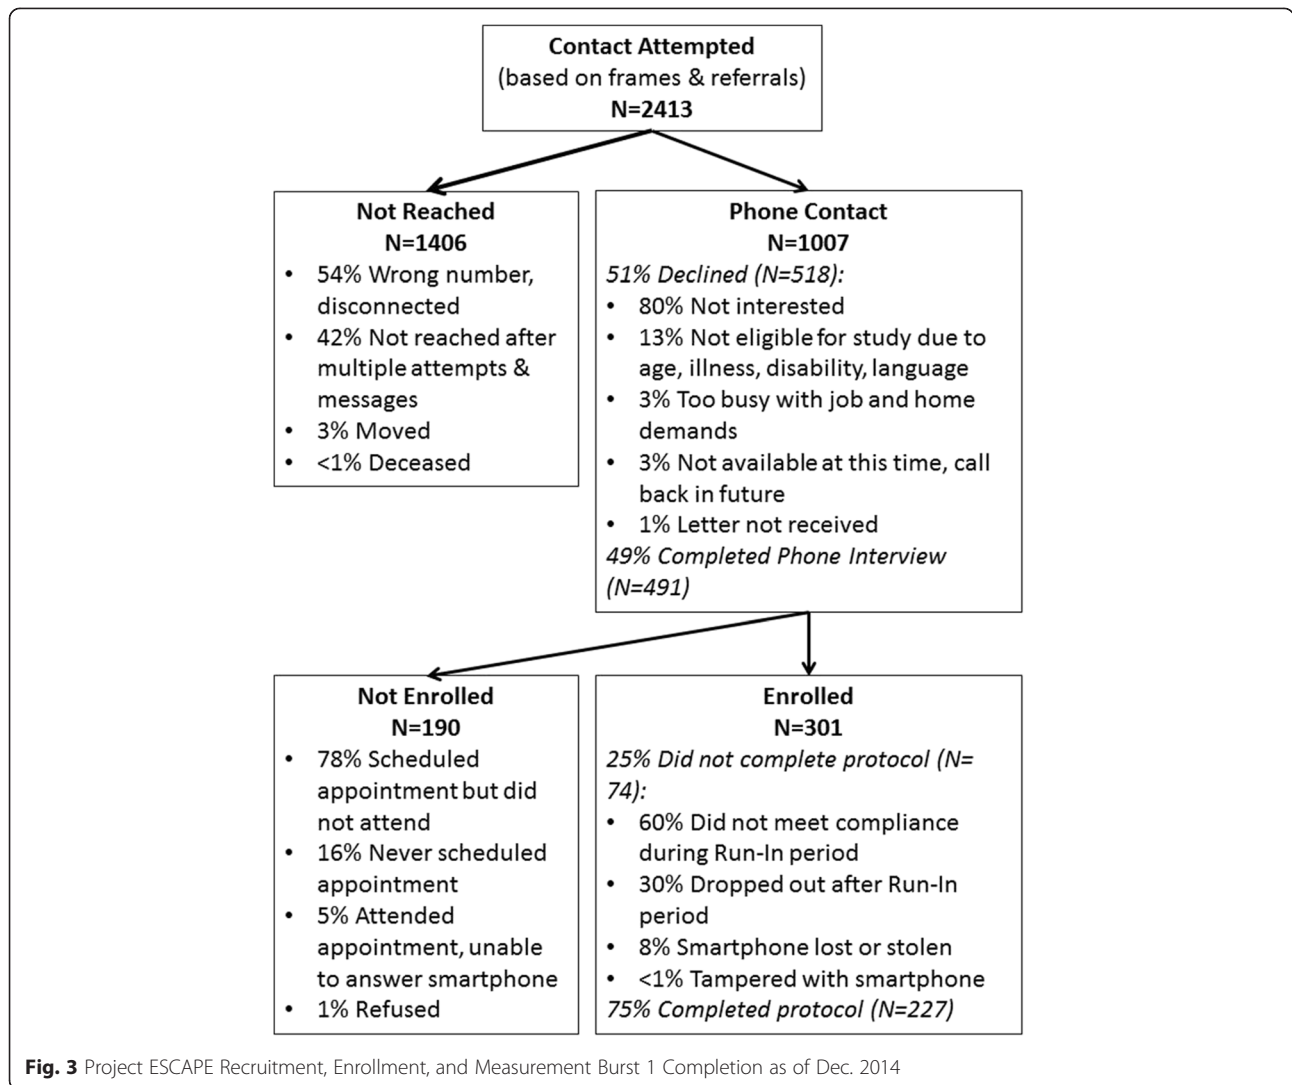 Contact Attempted
(based on frames & referrals)
N=2413
Not Reached
N=1406
• 54% Wrong number,
disconnected
• 42% Not reached after
multiple attempts &
messages
• 3% Moved
• <1% Deceased
Phone Contact
N=1007
51% Declined (N=518):
• 80% Not interested
• 13% Not eligible for study due to
age, illness, disability, language
• 3% Too busy with job and home
demands
• 3% Not available at this time, call
back in future
• 1% Letter not received
49% Completed Phone Interview
(N=491)
Not Enrolled
N=190
• 78% Scheduled
appointment but did
not attend
• 16% Never scheduled
appointment
• 5% Attended
appointment, unable
to answer smartphone
• 1% Refused
Enrolled
N=301
25% Did not complete protocol (N=
74):
• 60% Did not meet compliance
during Run-In period
• 30% Dropped out after Run-In
period
• 8% Smartphone lost or stolen
• <1% Tampered with smartphone
75% Completed protocol (N=227)
Fig. 3 Project ESCAPE Recruitment, Enrollment, and Measurement Burst 1 Completion as of Dec. 2014